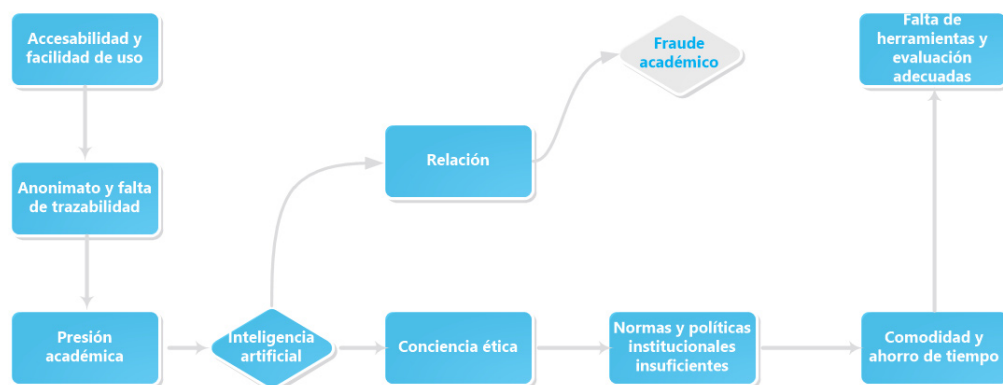 Accesabilidad y
facilidad de uso
Fraude
académico
Falta de
herramientas y
evaluación
adecuadas
Relación
Anonimato y falta
de trazabilidad
Presión
académica
Inteligencia
artificial
Conciencia ética
Normas y políticas
institucionales
insuficientes
Comodidad y
ahorro de tiempo